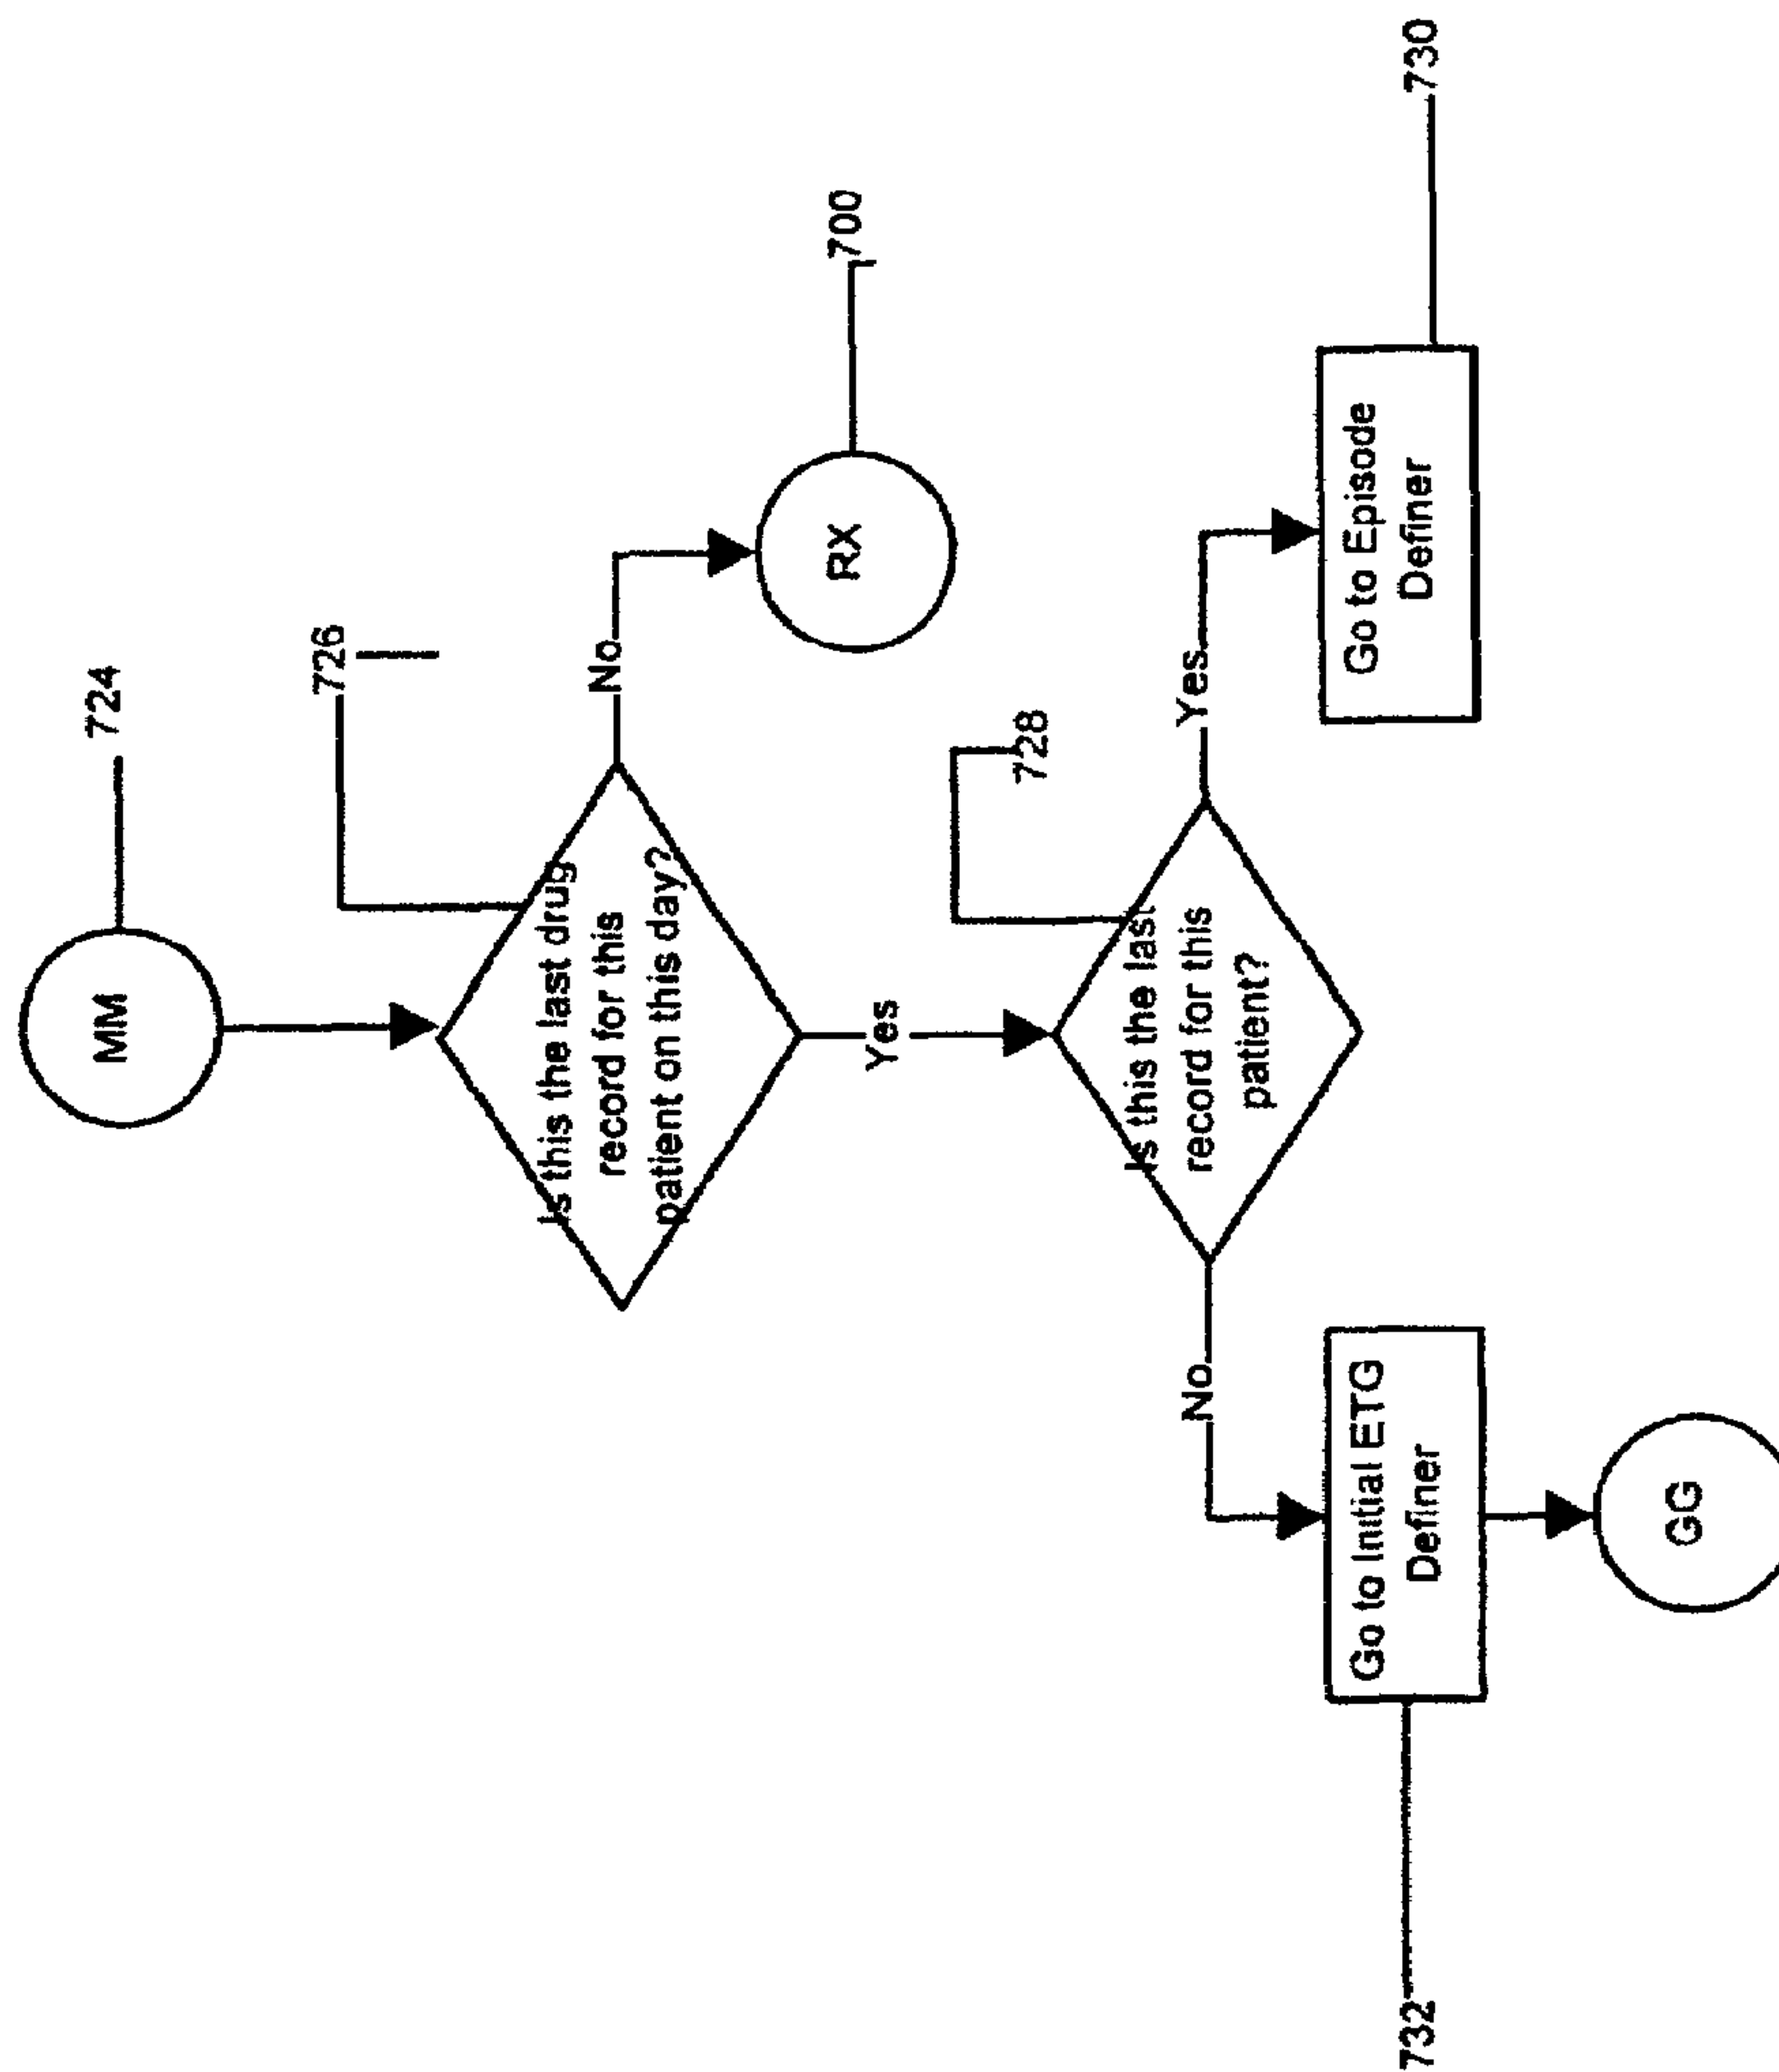 MM
724
726
Is this the last drug
record for this
patient on this day?
No
RX
700
Yes
728
Is this the last
record for this
patient?
Yes
Go to Episode
Definer
730
No
Go to Initial ETG
Definer
732
GG